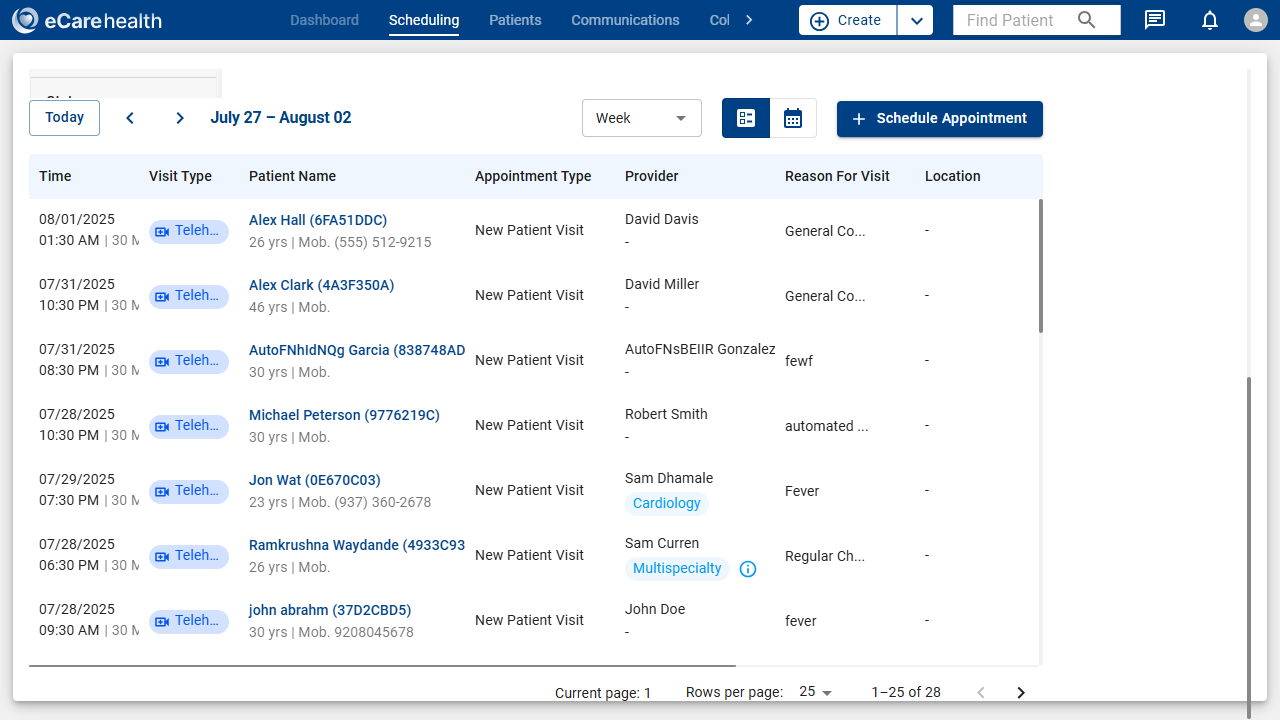 eCarehealth
Dashboard Scheduling Patients Communications Col
Create
Find Patient
Today
July 27 – August 02
Week
Schedule Appointment
Time Visit Type Patient Name Appointment Type Provider Reason For Visit Location
08/01/2025
01:30 AM | 30 M
Teleh...
Alex Hall (6FA51DDC)
26 yrs | Mob. (555) 512-9215
New Patient Visit
David Davis
-
General Co...
-
07/31/2025
10:30 PM | 30 M
Teleh...
Alex Clark (4A3F350A)
46 yrs | Mob.
New Patient Visit
David Miller
-
General Co...
-
07/31/2025
08:30 PM | 30 M
Teleh...
AutoFNhIdNQg Garcia (838748AD
30 yrs | Mob.
New Patient Visit
AutoFNsBEIIR Gonzalez
-
fewf
-
07/28/2025
10:30 PM | 30 M
Teleh...
Michael Peterson (9776219C)
30 yrs | Mob.
New Patient Visit
Robert Smith
-
automated ...
-
07/29/2025
07:30 PM | 30 M
Teleh...
Jon Wat (0E670C03)
23 yrs | Mob. (937) 360-2678
New Patient Visit
Sam Dhamale
Cardiology
Fever
-
07/28/2025
06:30 PM | 30 M
Teleh...
Ramkrushna Waydande (4933C93
26 yrs | Mob.
New Patient Visit
Sam Curren
Multispecialty
Regular Ch...
-
07/28/2025
09:30 AM | 30 M
Teleh...
john abrahm (37D2CBD5)
30 yrs | Mob. 9208045678
New Patient Visit
John Doe
-
fever
-
Current page: 1 Rows per page: 25 1–25 of 28